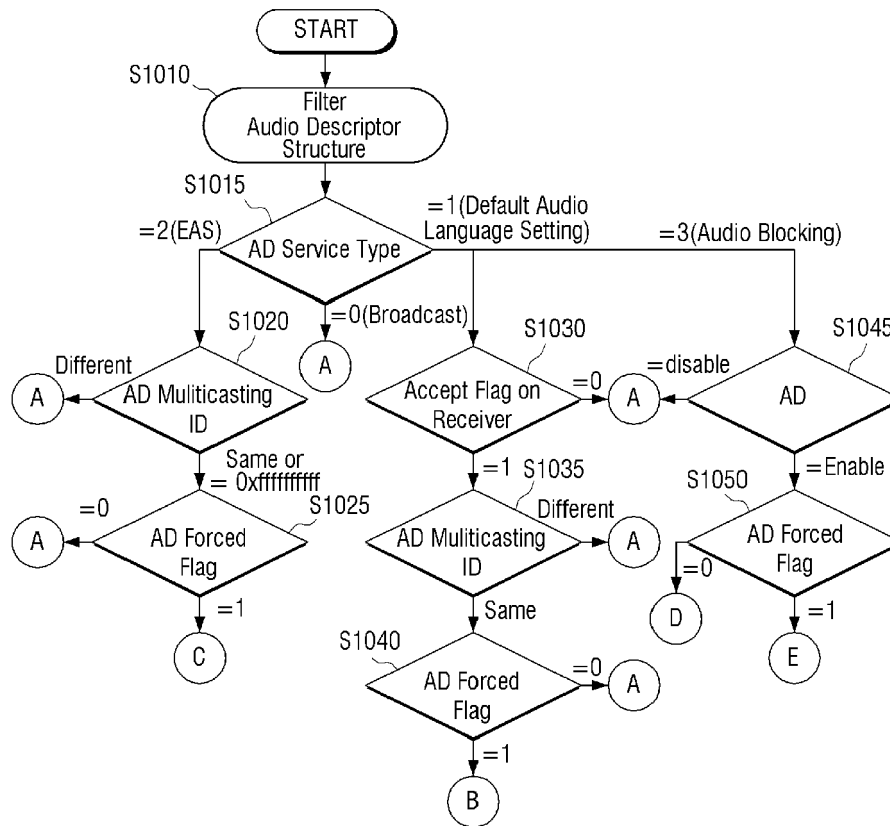 START
S1010
Filter
Audio Descriptor
Structure
S1015
=1(Default Audio
Language Setting)
=2(EAS)
AD Service Type
=3(Audio Blocking)
=0(Broadcast)
S1020
S1030
S1045
A
Different
A
AD Muliticasting
ID
Accept Flag on
Receiver
=0
A
=disable
AD
Same or
= 0xffffffffff
S1025
=1
S1035
=Enable
S1050
=0
A
AD Forced
Flag
AD Muliticasting
ID
Different
A
AD Forced
Flag
=0
D
=1
E
=1
C
Same
S1040
AD Forced
Flag
=0
A
=1
B